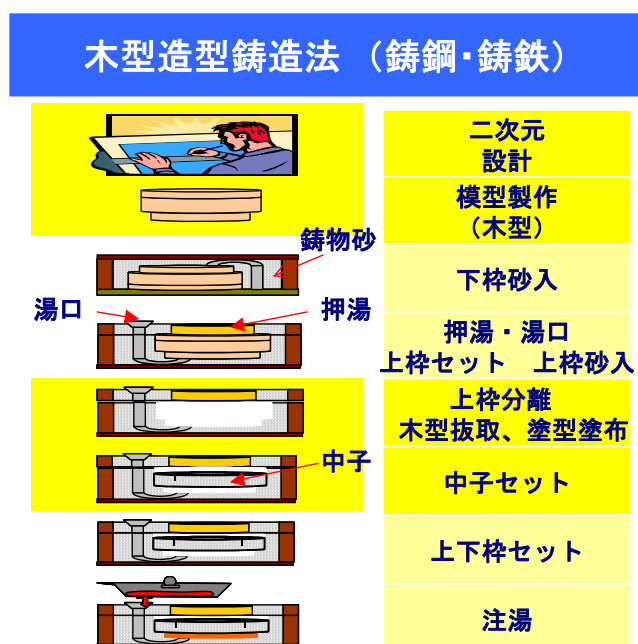 木型造型鋳造法 (鋳鋼・鋳鉄)
二次元
設計
模型製作
(木型)
鋳物砂
下枠砂入
湯口
押湯
押湯・湯口
上枠セット 上枠砂入
上枠分離
木型抜取、塗型塗布
中子
中子セット
上下枠セット
注湯